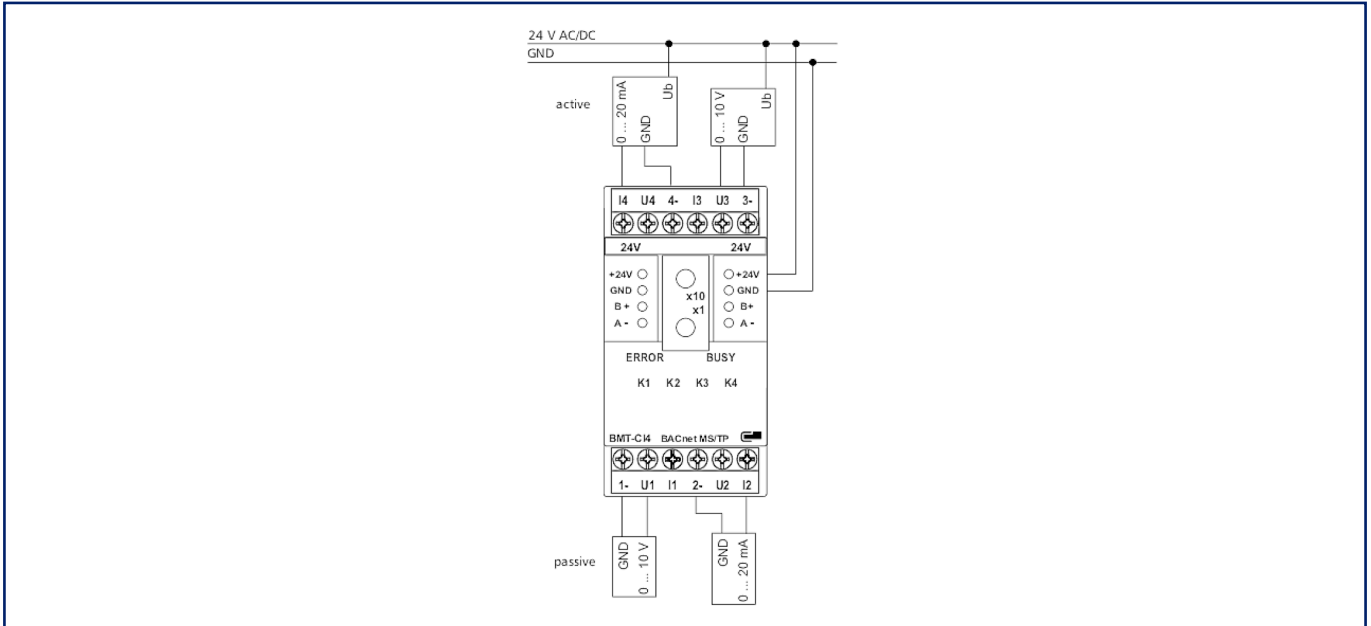 24 V AC/DC
GND
active
0 ... 20 mA
GND
Ub
0 ... 10 V
GND
Ub
I4 U4 4- I3 U3 3-
24V 24V
+24V +24V
GND GND
x10
B+ B+
x1
A- A-
ERROR BUSY
K1 K2 K3 K4
BMT-CI4 BACnet MS/TP
1- U1 I1 2- U2 I2
passive
GND
0 ... 10 V
GND
0 ... 20 mA